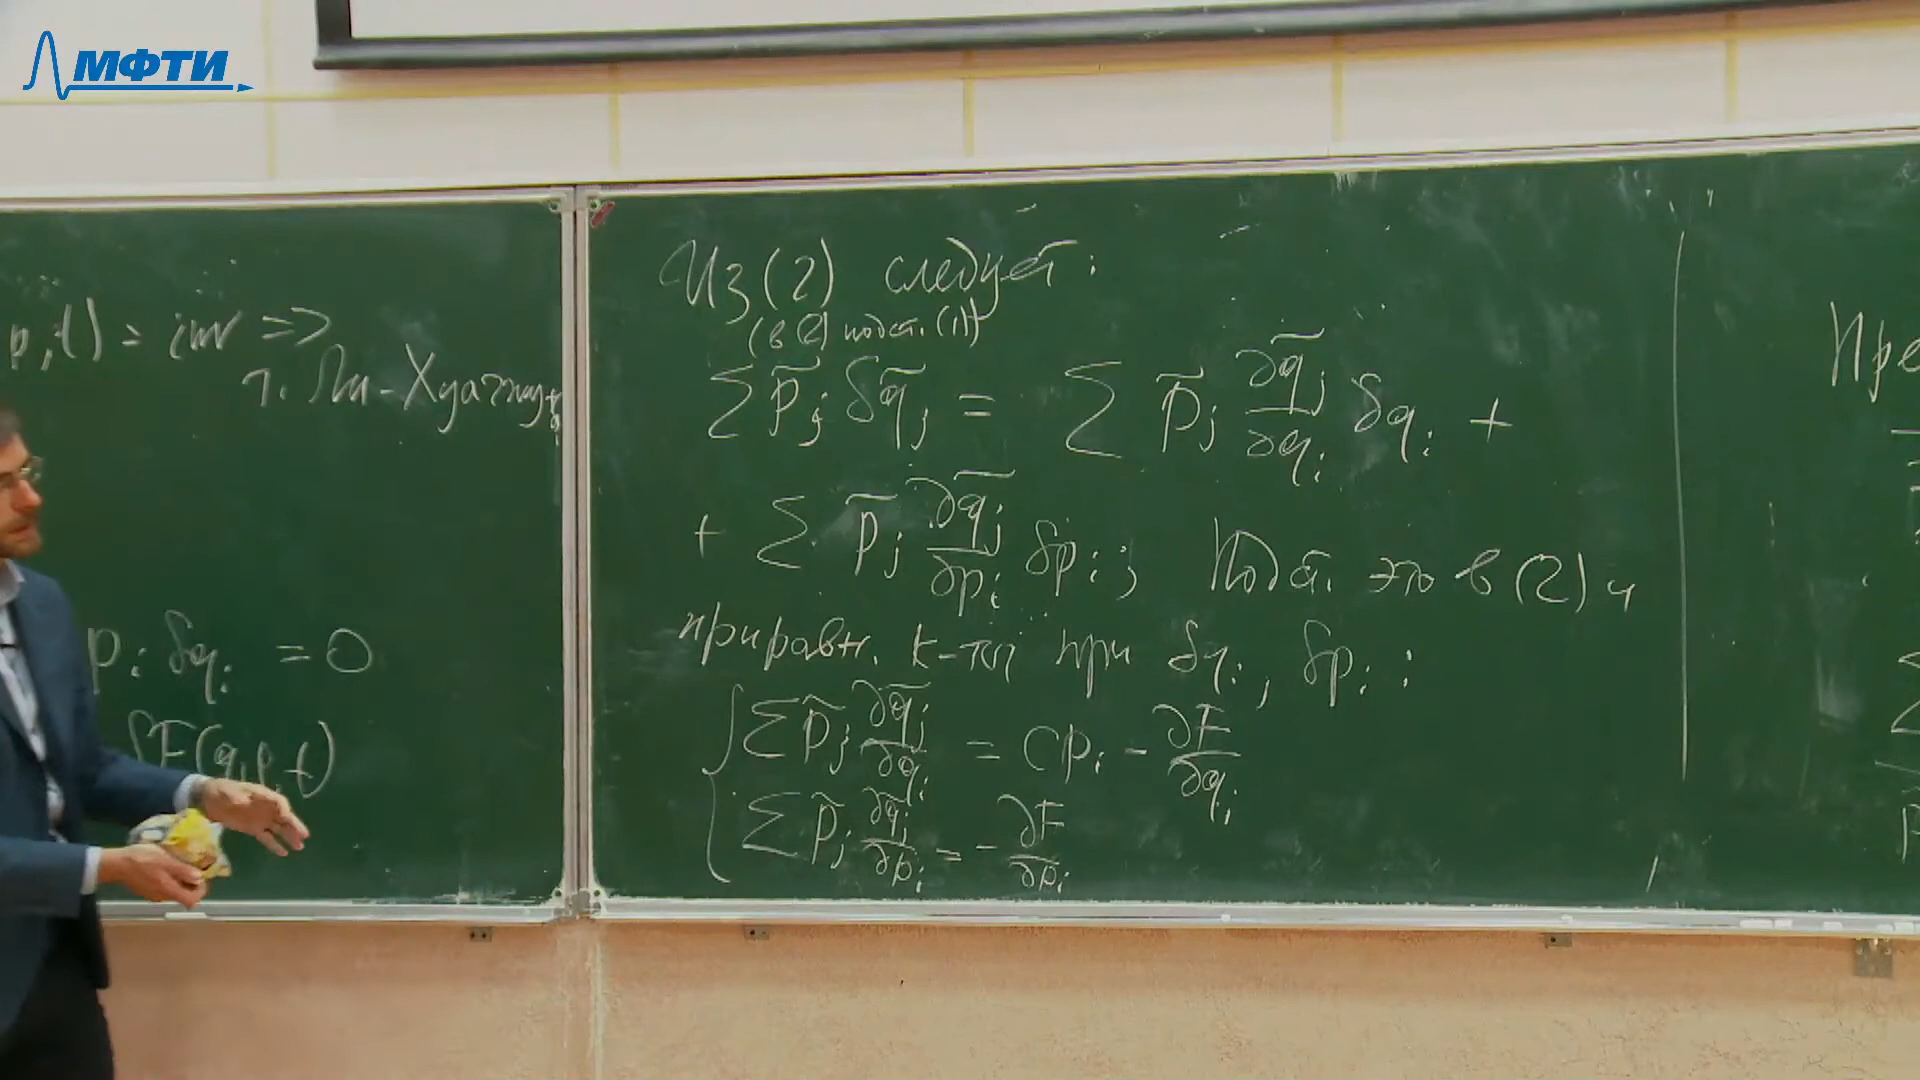 МФТИ
p,t) = inv ⇒
т. Ли-Хуачжуна
p_i δq_i = 0
δF(q,p,t)
Из (2) следует:
(в (2) подст. (1))
∑ p̃_j δq̃_j = ∑ p̃_j ∂q̃_j/∂q_i δq_i +
+ ∑ p̃_j ∂q̃_j/∂p_i δp_i; Подст. это в (2) и
приравн. к-ты при δq_i, δp_i:
{ ∑ p̃_j ∂q̃_j/∂q_i = cp_i - ∂F/∂q_i
∑ p̃_j ∂q̃_j/∂p_i = - ∂F/∂p_i
Пре